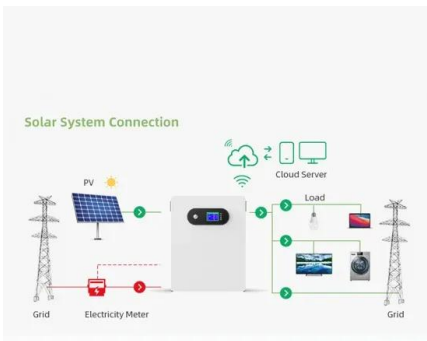 Solar System Connection
Cloud Server
PV
Load
Grid
Electricity Meter
Grid